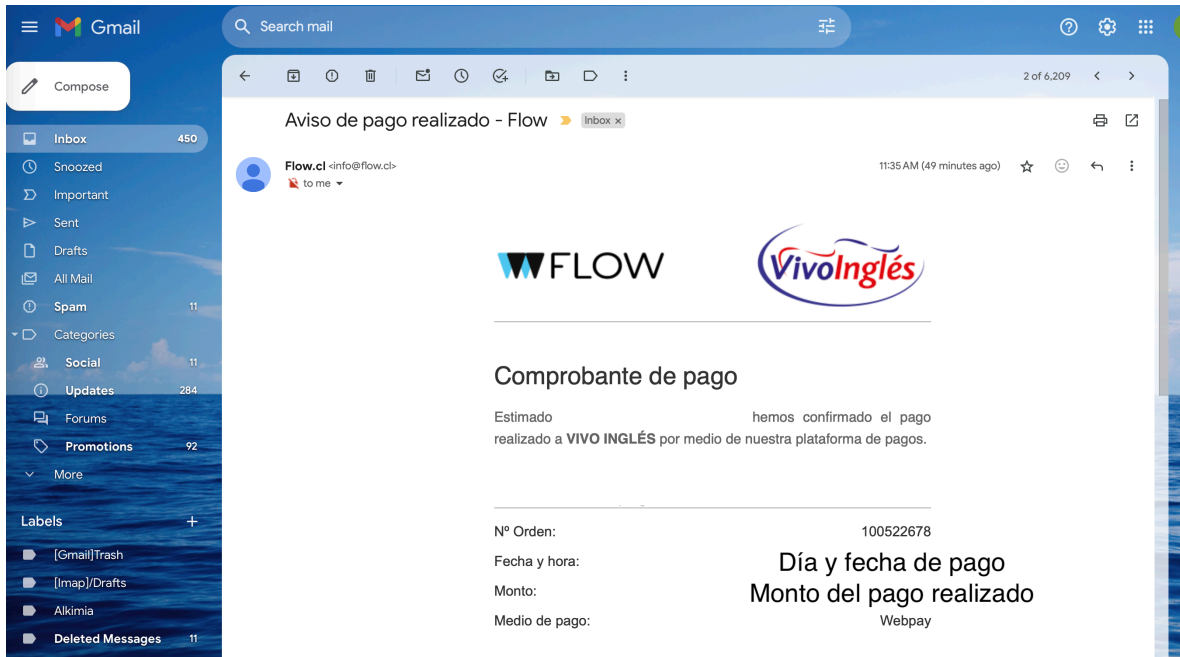 Gmail
Search mail
Compose
2 of 6,209
Inbox 450
Snoozed
Important
Sent
Drafts
All Mail
Spam 11
Categories
Social 11
Updates 284
Forums
Promotions 92
More
Labels +
[Gmail]Trash
[Imap]/Drafts
Alkimia
Deleted Messages 11
Aviso de pago realizado - Flow Inbox x
Flow.cl <info@flow.cl> 11:35 AM (49 minutes ago)
to me
FLOW
VivoInglés
Comprobante de pago
Estimado hemos confirmado el pago
realizado a VIVO INGLÉS por medio de nuestra plataforma de pagos.
Nº Orden: 100522678
Fecha y hora: Día y fecha de pago
Monto: Monto del pago realizado
Medio de pago: Webpay